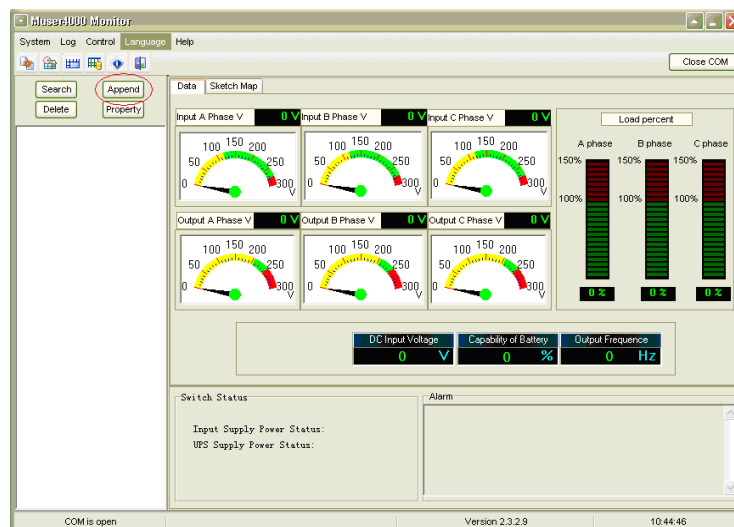 Muser4000 Monitor
System Log Control Language Help
Close COM
Search Append
Delete Property
Data Sketch Map
Input A Phase V 0 V Input B Phase V 0 V Input C Phase V 0 V
0 50 100 150 200 250 300 V
0 50 100 150 200 250 300 V
0 50 100 150 200 250 300 V
Output A Phase V 0 V Output B Phase V 0 V Output C Phase V 0 V
0 50 100 150 200 250 300 V
0 50 100 150 200 250 300 V
0 50 100 150 200 250 300 V
Load percent
A phase B phase C phase
150% 150% 150%
100% 100% 100%
0 % 0 % 0 %
DC Input Voltage Capability of Battery Output Frequence
0 V 0 % 0 Hz
Switch Status
Input Supply Power Status:
UPS Supply Power Status:
Alarm
COM is open Version 2.3.2.9 10:44:46